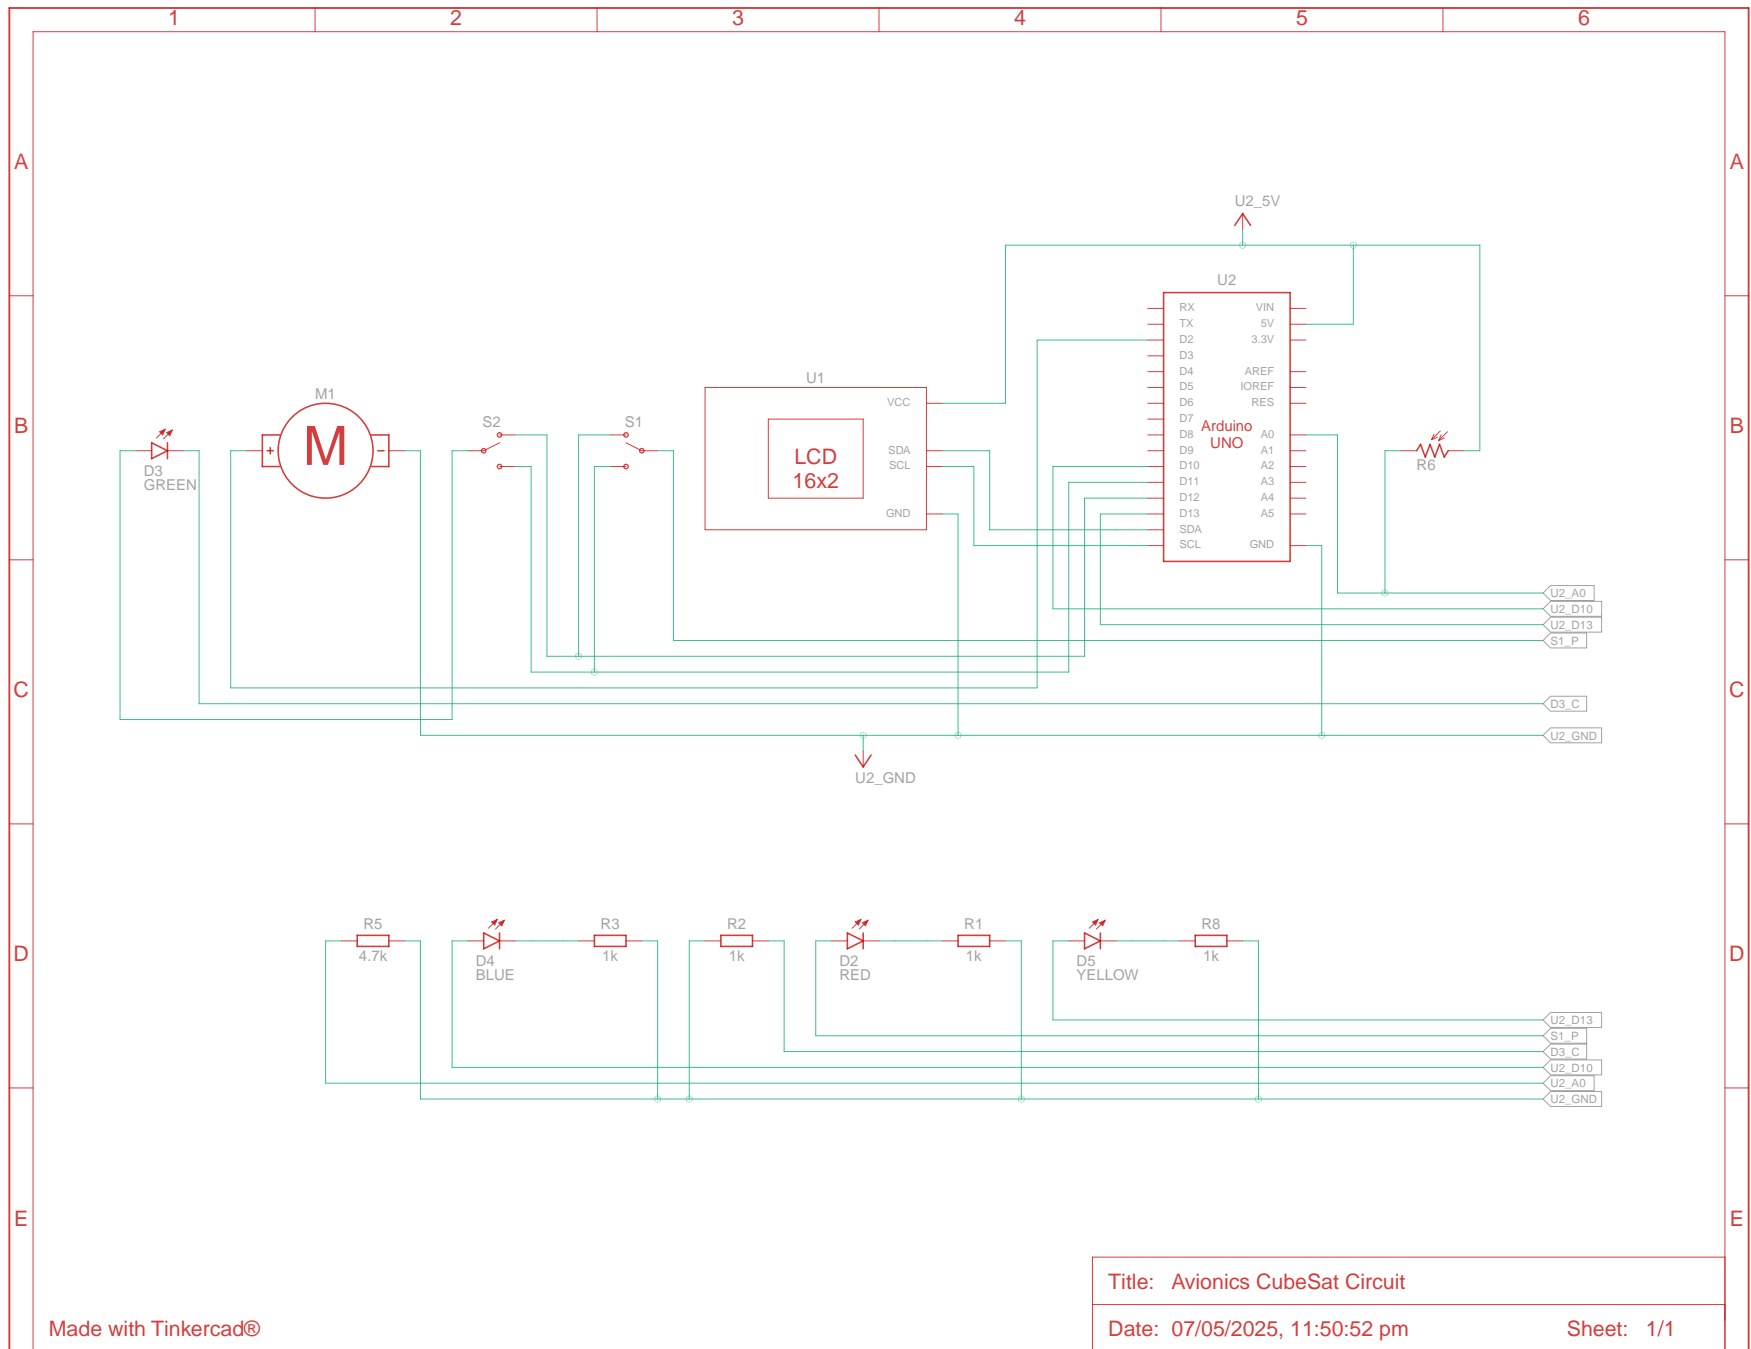 1 2 3 4 5 6
A A
U2_5V
U2
RX VIN
TX 5V
D2 3.3V
D3
D4 AREF
D5 IOREF
D6 RES
D7
Arduino
UNO
D8 A0
D9 A1
D10 A2
D11 A3
D12 A4
D13 A5
SDA
SCL GND
U1
VCC
SDA
SCL
GND
LCD
16x2
B B
M1
M
+ -
S2
S1
D3
GREEN
R6
U2_A0
U2_D10
U2_D13
S1_P
C C
D3_C
U2_GND
U2_GND
R5
4.7k
D4
BLUE
R3
1k
R2
1k
D2
RED
R1
1k
D5
YELLOW
R8
1k
D D
U2_D13
S1_P
D3_C
U2_D10
U2_A0
U2_GND
E E
Title: Avionics CubeSat Circuit
Made with Tinkercad®
Date: 07/05/2025, 11:50:52 pm Sheet: 1/1